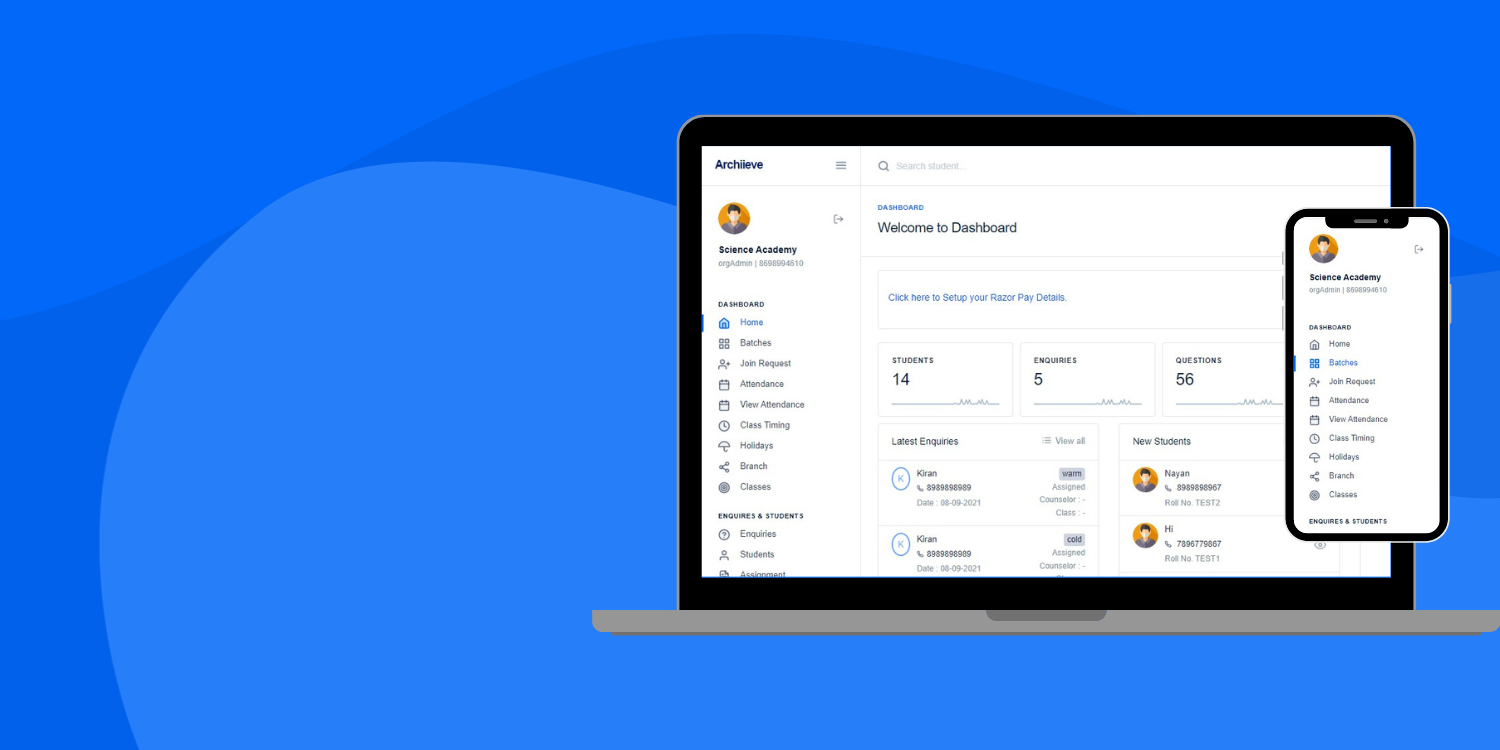 Archiieve
Search student...
Science Academy
orgAdmin | 8698994610
DASHBOARD
Home
Batches
Join Request
Attendance
View Attendance
Class Timing
Holidays
Branch
Classes
ENQUIRES & STUDENTS
Enquiries
Students
Assignment
DASHBOARD
Welcome to Dashboard
Click here to Setup your Razor Pay Details.
STUDENTS
14
ENQUIRIES
5
QUESTIONS
56
Latest Enquiries View all
K
Kiran warm
8989898989 Assigned
Date : 08-09-2021 Counselor : -
Class : -
K
Kiran cold
8989898989 Assigned
Date : 08-09-2021 Counselor : -
New Students
Nayan
8989898967
Roll No. TEST2
Hi
7896779867
Roll No. TEST1
Science Academy
orgAdmin | 8698994610
DASHBOARD
Home
Batches
Join Request
Attendance
View Attendance
Class Timing
Holidays
Branch
Classes
ENQUIRES & STUDENTS